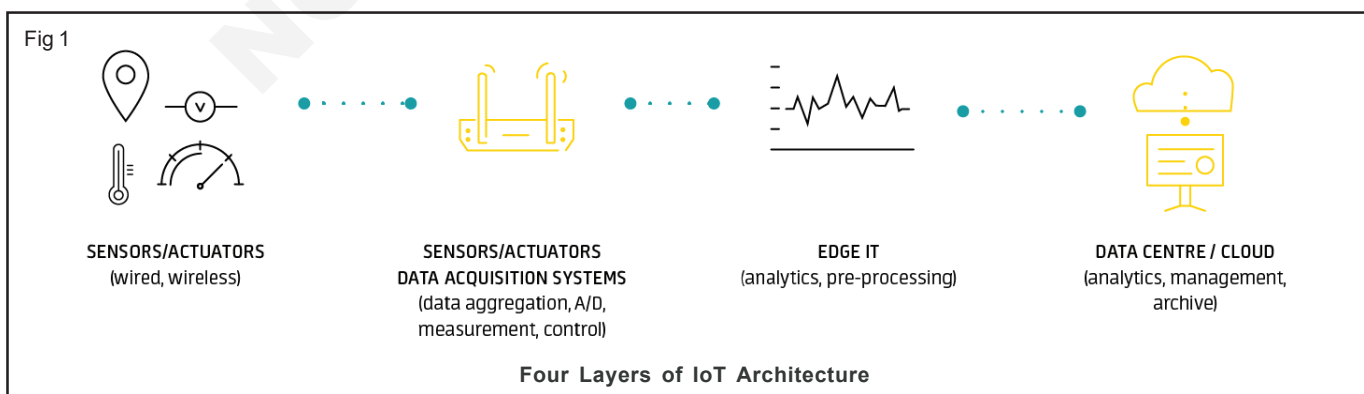 Fig 1
V
SENSORS/ACTUATORS
(wired, wireless)
SENSORS/ACTUATORS
DATA ACQUISITION SYSTEMS
(data aggregation, A/D,
measurement, control)
EDGE IT
(analytics, pre-processing)
DATA CENTRE / CLOUD
(analytics, management,
archive)
Four Layers of IoT Architecture